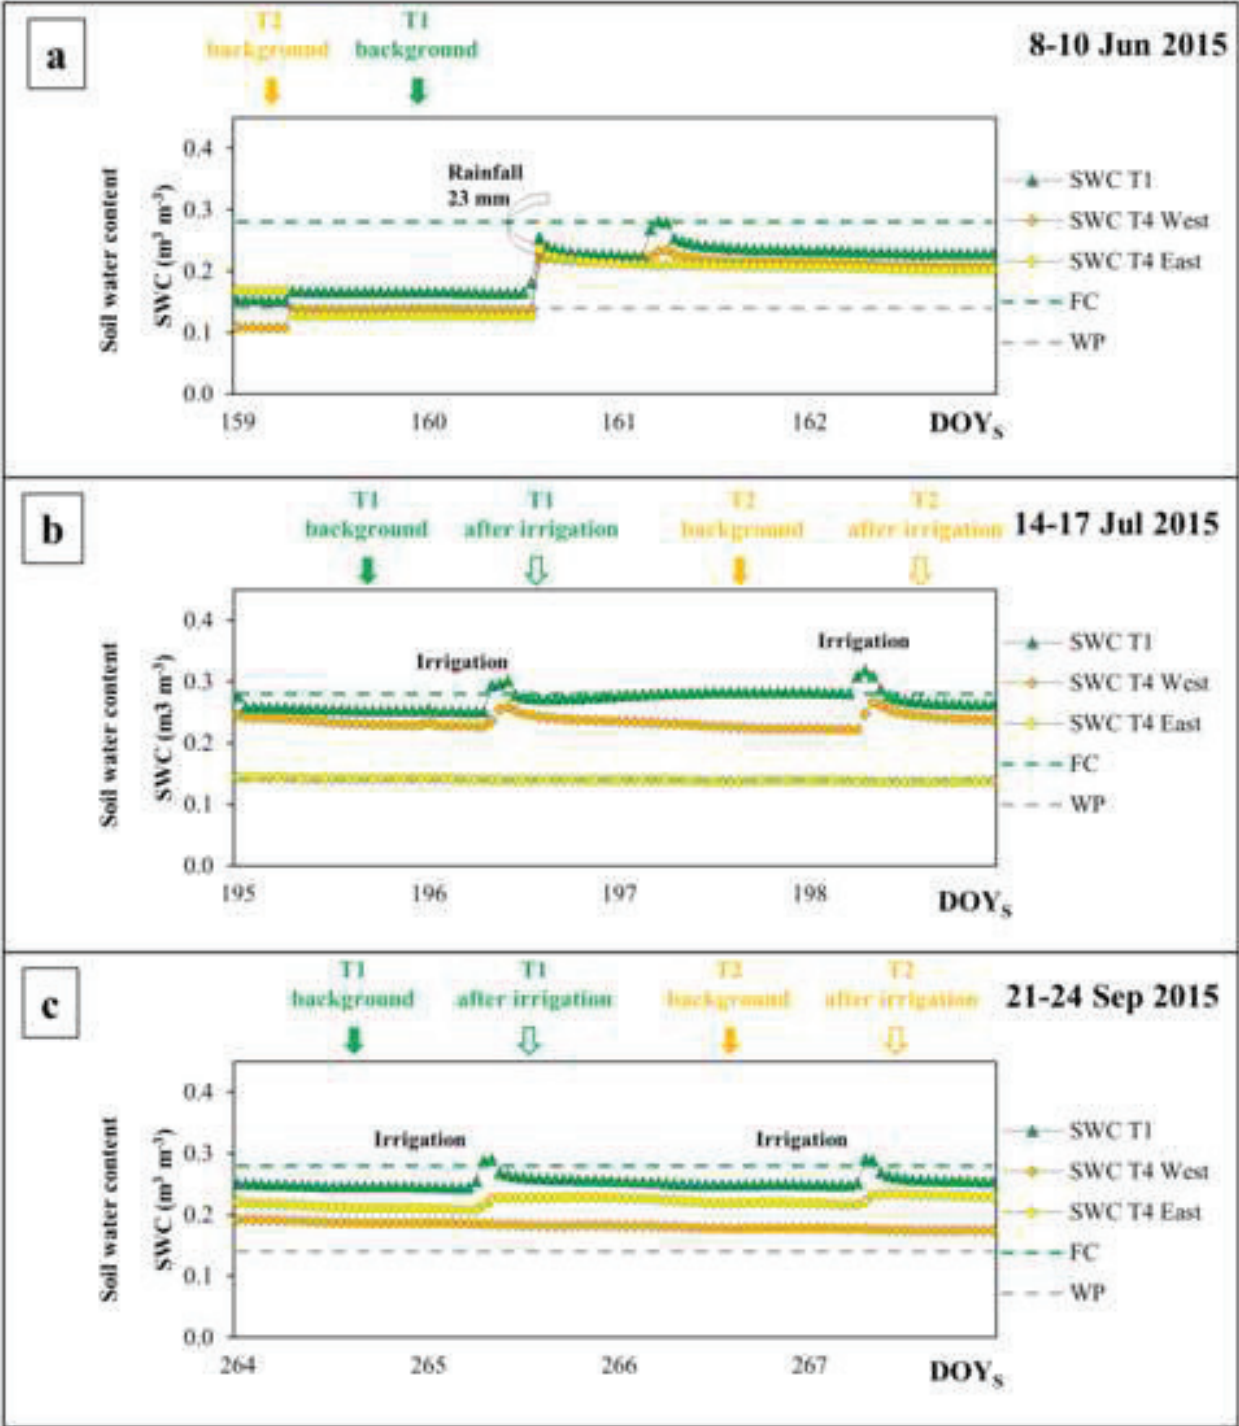 a
T2
background
T1
background
8-10 Jun 2015
Soil water content
SWC (m³ m⁻³)
0.4
0.3
0.2
0.1
0.0
Rainfall
23 mm
159
160
161
162
DOYₛ
SWC T1
SWC T4 West
SWC T4 East
FC
WP
b
T1
background
T1
after irrigation
T2
background
T2
after irrigation
14-17 Jul 2015
Soil water content
SWC (m3 m⁻³)
0.4
0.3
0.2
0.1
0.0
Irrigation
Irrigation
195
196
197
198
DOYₛ
SWC T1
SWC T4 West
SWC T4 East
FC
WP
c
T1
background
T1
after irrigation
T2
background
T2
after irrigation
21-24 Sep 2015
Soil water content
SWC (m³ m⁻³)
0.4
0.3
0.2
0.1
0.0
Irrigation
Irrigation
264
265
266
267
DOYₛ
SWC T1
SWC T4 West
SWC T4 East
FC
WP